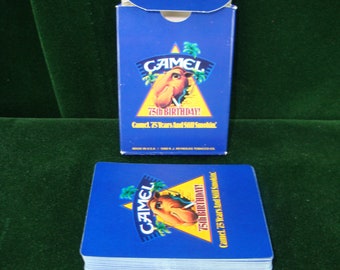 CAMEL
75th BIRTHDAY!
Camel. 75 Years And Still Smokin'.
CAMEL
75th BIRTHDAY!
Camel. 75 Years And Still Smokin'.